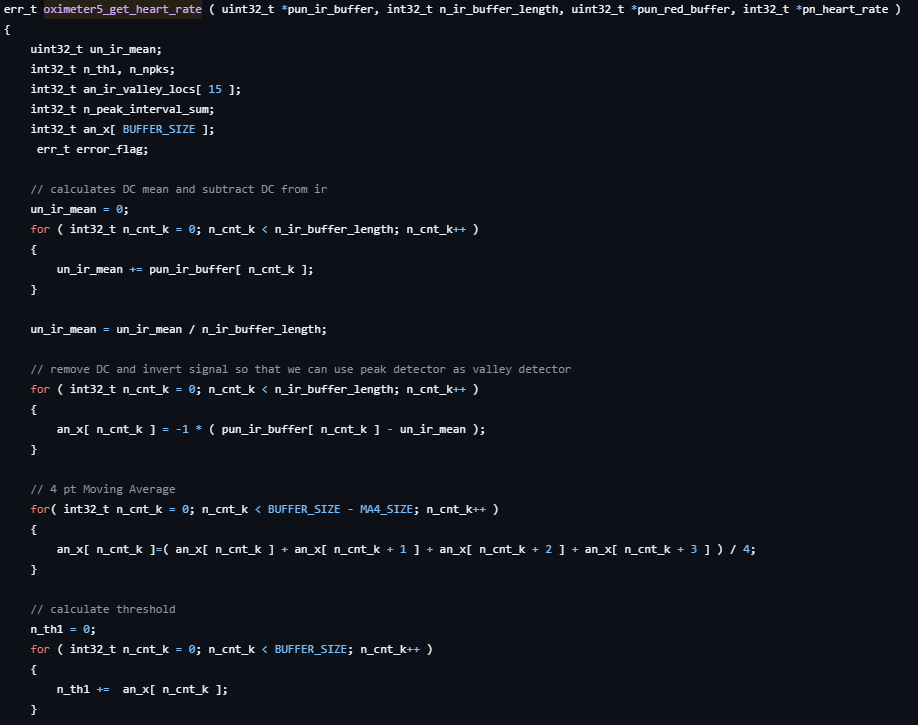 err_t oximeter5_get_heart_rate ( uint32_t *pun_ir_buffer, int32_t n_ir_buffer_length, uint32_t *pun_red_buffer, int32_t *pn_heart_rate )
{
    uint32_t un_ir_mean;
    int32_t n_th1, n_npks;
    int32_t an_ir_valley_locs[ 15 ];
    int32_t n_peak_interval_sum;
    int32_t an_x[ BUFFER_SIZE ];
     err_t error_flag;

    // calculates DC mean and subtract DC from ir
    un_ir_mean = 0;
    for ( int32_t n_cnt_k = 0; n_cnt_k < n_ir_buffer_length; n_cnt_k++ )
    {
        un_ir_mean += pun_ir_buffer[ n_cnt_k ];
    }

    un_ir_mean = un_ir_mean / n_ir_buffer_length;

    // remove DC and invert signal so that we can use peak detector as valley detector
    for ( int32_t n_cnt_k = 0; n_cnt_k < n_ir_buffer_length; n_cnt_k++ )
    {
        an_x[ n_cnt_k ] = -1 * ( pun_ir_buffer[ n_cnt_k ] - un_ir_mean );
    }

    // 4 pt Moving Average
    for( int32_t n_cnt_k = 0; n_cnt_k < BUFFER_SIZE - MA4_SIZE; n_cnt_k++ )
    {
        an_x[ n_cnt_k ]=( an_x[ n_cnt_k ] + an_x[ n_cnt_k + 1 ] + an_x[ n_cnt_k + 2 ] + an_x[ n_cnt_k + 3 ] ) / 4;
    }

    // calculate threshold
    n_th1 = 0;
    for ( int32_t n_cnt_k = 0; n_cnt_k < BUFFER_SIZE; n_cnt_k++ )
    {
        n_th1 +=  an_x[ n_cnt_k ];
    }